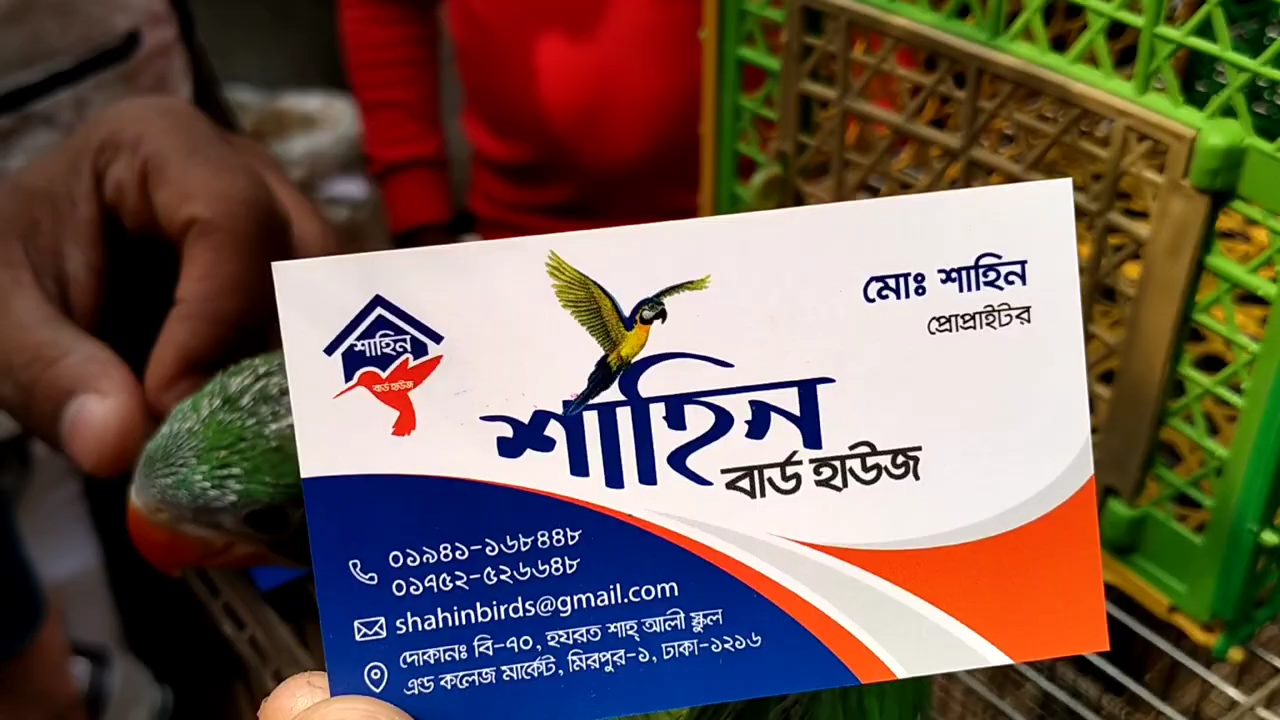 শাহিন
বার্ড হাউজ
মোঃ শাহিন
প্রোপ্রাইটর
শাহিন
বার্ড হাউজ
০১৯৪১-১৬৮৪৪৮
০১৭৫২-৫২৬৬৪৮
shahinbirds@gmail.com
দোকানঃ বি-৭০, হযরত শাহ্ আলী স্কুল
এন্ড কলেজ মার্কেট, মিরপুর-১, ঢাকা-১২১৬